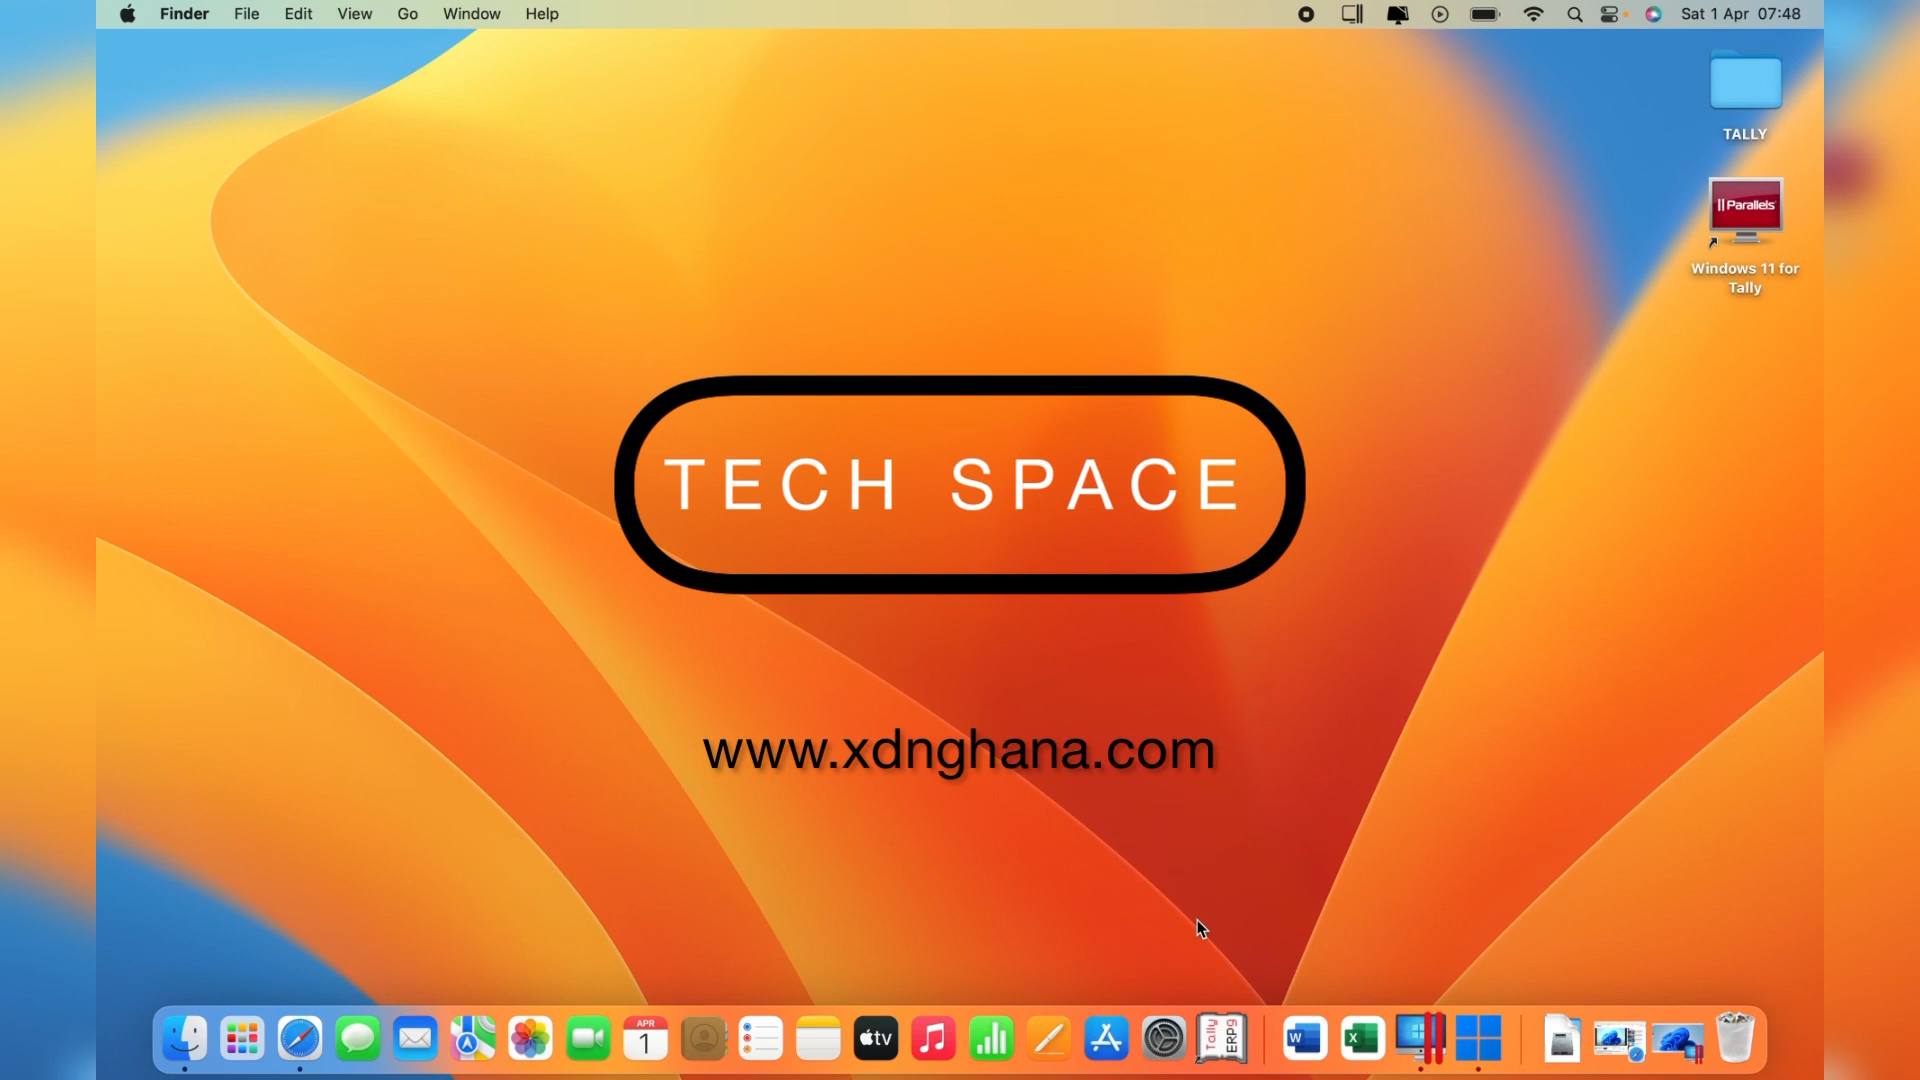 Finder File Edit View Go Window Help Sat 1 Apr 07:48
TALLY
Parallels
Windows 11 for
Tally
TECH SPACE
www.xdnghana.com
APR
1
tv
Tally
ERP9
W
X